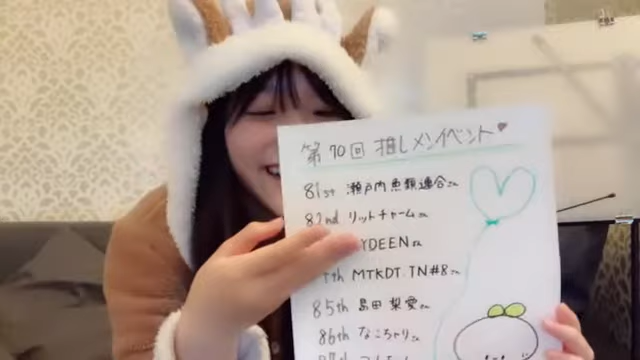 第70回 推しメンイベント
81st 瀬戸内魚類連合さん
82nd リットチャームさん
YDEENさん
th MTKDT.TN#8さん
85th 島田梨愛さん
86th なこちゃりさん